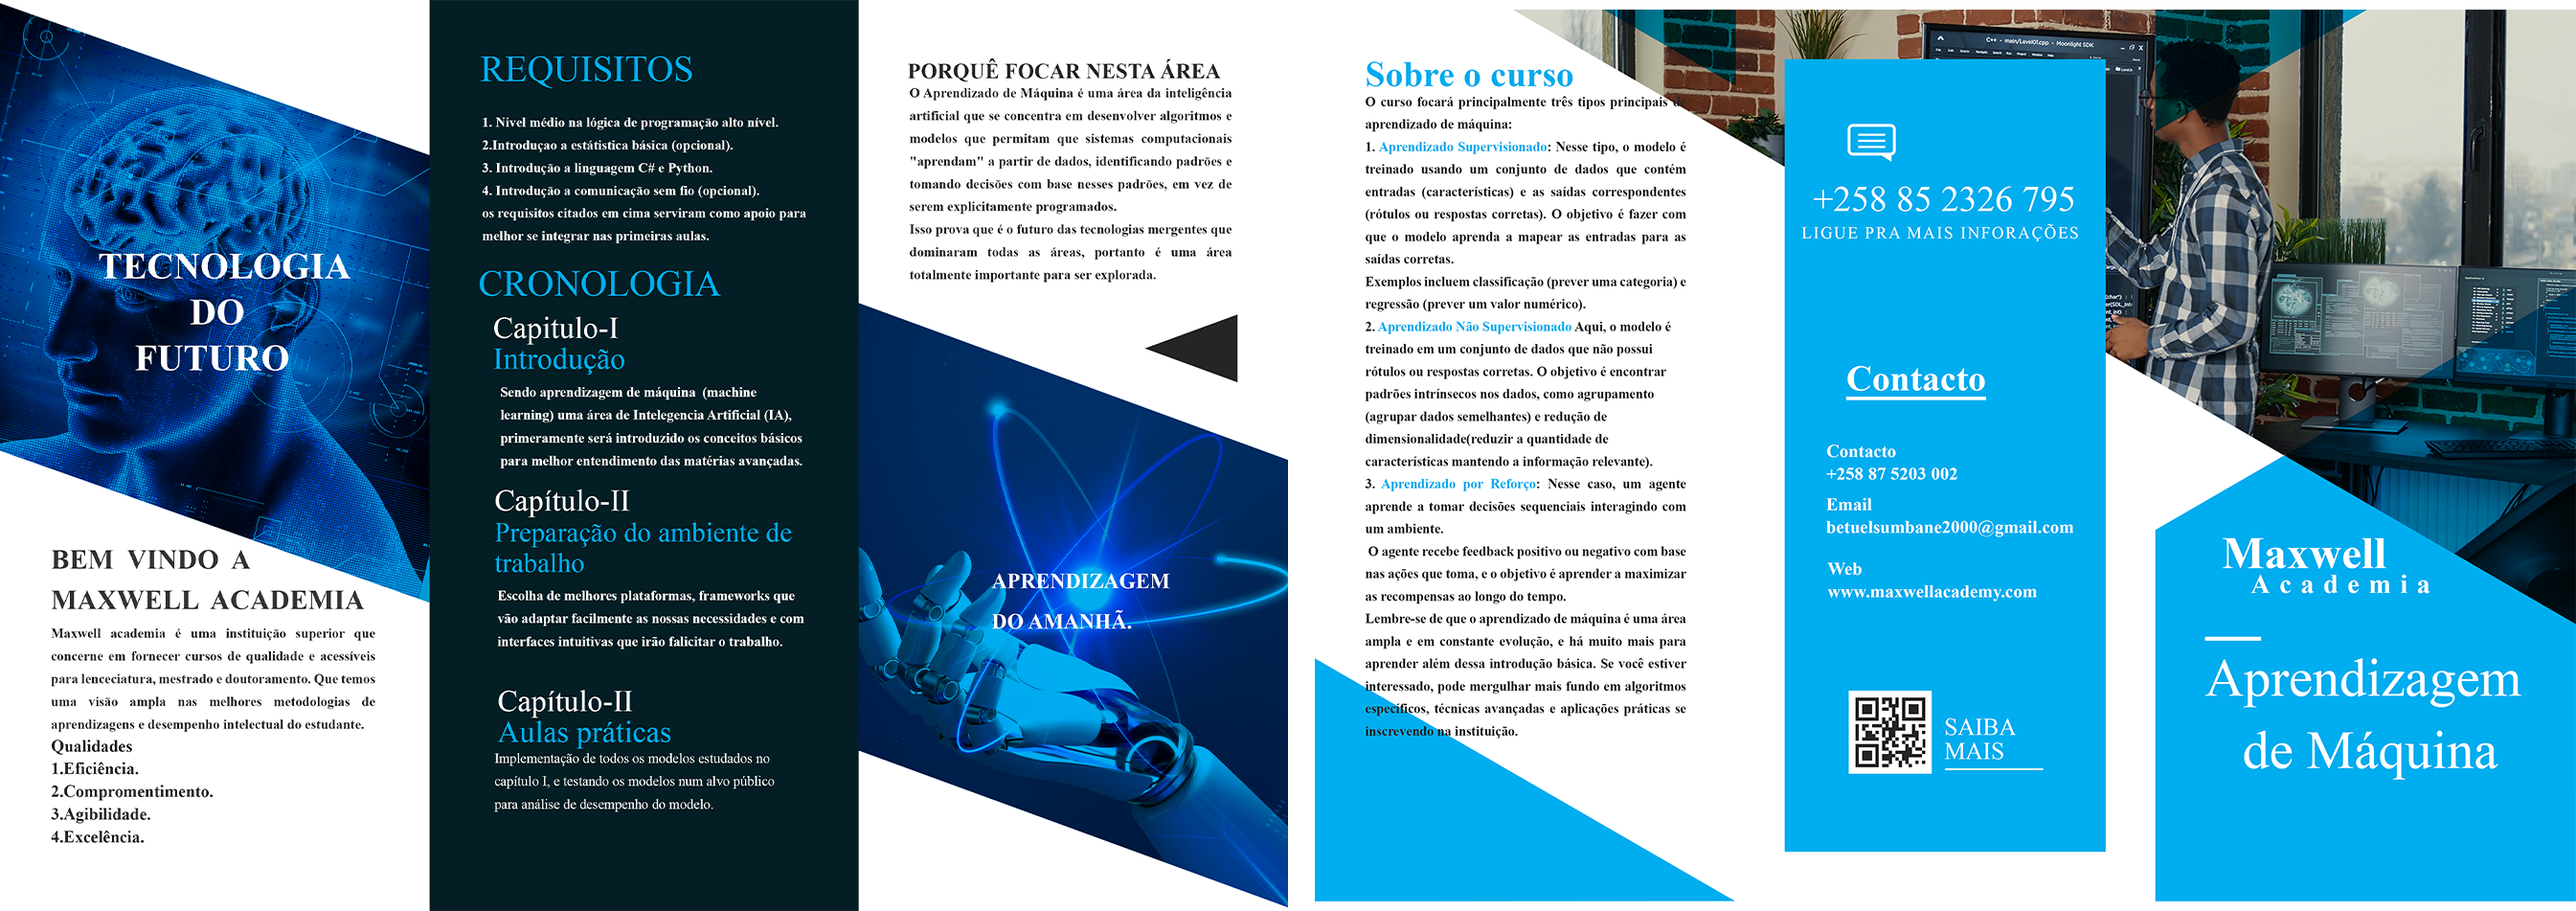 TECNOLOGIA
DO
FUTURO
BEM VINDO A
MAXWELL ACADEMIA
Maxwell academia é uma instituição superior que
concerne em fornecer cursos de qualidade e acessíveis
para lenceciatura, mestrado e doutoramento. Que temos
uma visão ampla nas melhores metodologias de
aprendizagens e desempenho intelectual do estudante.
Qualidades
1.Eficiência.
2.Compromentimento.
3.Agibilidade.
4.Excelência.
REQUISITOS
1. Nivel médio na lógica de programação alto nível.
2.Introduçao a estátistica básica (opcional).
3. Introdução a linguagem C# e Python.
4. Introdução a comunicação sem fio (opcional).
os requisitos citados em cima serviram como apoio para
melhor se integrar nas primeiras aulas.
CRONOLOGIA
Capitulo-I
Introdução
Sendo aprendizagem de máquina (machine
learning) uma área de Intelegencia Artificial (IA),
primeramente será introduzido os conceitos básicos
para melhor entendimento das matérias avançadas.
Capítulo-II
Preparação do ambiente de
trabalho
Escolha de melhores plataformas, frameworks que
vão adaptar facilmente as nossas necessidades e com
interfaces intuitivas que irão falicitar o trabalho.
Capítulo-II
Aulas práticas
Implementação de todos os modelos estudados no
capítulo I, e testando os modelos num alvo público
para análise de desempenho do modelo.
PORQUÊ FOCAR NESTA ÁREA
O Aprendizado de Máquina é uma área da inteligência
artificial que se concentra em desenvolver algoritmos e
modelos que permitam que sistemas computacionais
"aprendam" a partir de dados, identificando padrões e
tomando decisões com base nesses padrões, em vez de
serem explicitamente programados.
Isso prova que é o futuro das tecnologias mergentes que
dominaram todas as áreas, portanto é uma área
totalmente importante para ser explorada.
APRENDIZAGEM
DO AMANHÃ.
Sobre o curso
O curso focará principalmente três tipos principais de
aprendizado de máquina:
1. Aprendizado Supervisionado: Nesse tipo, o modelo é
treinado usando um conjunto de dados que contém
entradas (características) e as saídas correspondentes
(rótulos ou respostas corretas). O objetivo é fazer com
que o modelo aprenda a mapear as entradas para as
saídas corretas.
Exemplos incluem classificação (prever uma categoria) e
regressão (prever um valor numérico).
2. Aprendizado Não Supervisionado Aqui, o modelo é
treinado em um conjunto de dados que não possui
rótulos ou respostas corretas. O objetivo é encontrar
padrões intrínsecos nos dados, como agrupamento
(agrupar dados semelhantes) e redução de
dimensionalidade(reduzir a quantidade de
características mantendo a informação relevante).
3. Aprendizado por Reforço: Nesse caso, um agente
aprende a tomar decisões sequenciais interagindo com
um ambiente.
O agente recebe feedback positivo ou negativo com base
nas ações que toma, e o objetivo é aprender a maximizar
as recompensas ao longo do tempo.
Lembre-se de que o aprendizado de máquina é uma área
ampla e em constante evolução, e há muito mais para
aprender além dessa introdução básica. Se você estiver
interessado, pode mergulhar mais fundo em algoritmos
específicos, técnicas avançadas e aplicações práticas se
inscrevendo na instituição.
C++ - main/Level01.cpp - Moonlight SDK
+258 85 2326 795
LIGUE PRA MAIS INFORAÇÕES
Contacto
Contacto
+258 87 5203 002
Email
betuelsumbane2000@gmail.com
Web
www.maxwellacademy.com
SAIBA
MAIS
Maxwell
Academia
Aprendizagem
de Máquina